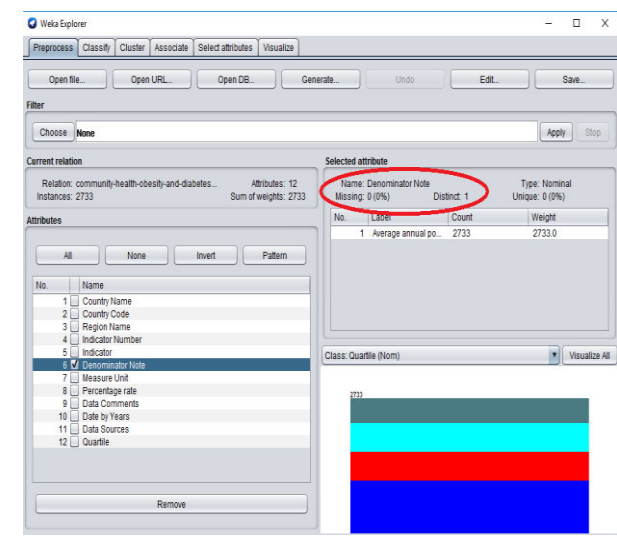 Weka Explorer
Preprocess Classify Cluster Associate Select attributes Visualize
Open file... Open URL... Open DB... Generate... Undo Edit... Save...
Filter
Choose None Apply Stop
Current relation
Relation: community-health-obesity-and-diabetes... Attributes: 12
Instances: 2733 Sum of weights: 2733
Attributes
All None Invert Pattern
No. Name
1 Country Name
2 Country Code
3 Region Name
4 Indicator Number
5 Indicator
6 Denominator Note
7 Measure Unit
8 Percentage rate
9 Data Comments
10 Date by Years
11 Data Sources
12 Quartile
Remove
Selected attribute
Name: Denominator Note Type: Nominal
Missing: 0 (0%) Distinct: 1 Unique: 0 (0%)
No. Label Count Weight
1 Average annual po... 2733 2733.0
Class: Quartile (Nom) Visualize All
2733